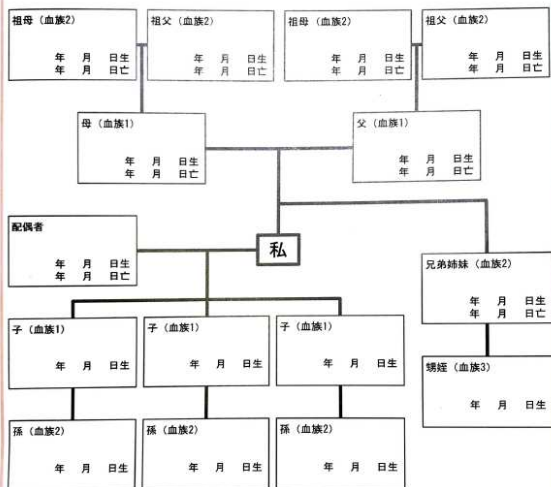 祖母（血族2）
年 月 日生
年 月 日亡
祖父（血族2）
年 月 日生
年 月 日亡
祖母（血族2）
年 月 日生
年 月 日亡
祖父（血族2）
年 月 日生
年 月 日亡
母（血族1）
年 月 日生
年 月 日亡
父（血族1）
年 月 日生
年 月 日亡
配偶者
年 月 日生
年 月 日亡
私
兄弟姉妹（血族2）
年 月 日生
年 月 日亡
子（血族1）
年 月 日生
子（血族1）
年 月 日生
子（血族1）
年 月 日生
甥姪（血族3）
年 月 日生
孫（血族2）
年 月 日生
孫（血族2）
年 月 日生
孫（血族2）
年 月 日生